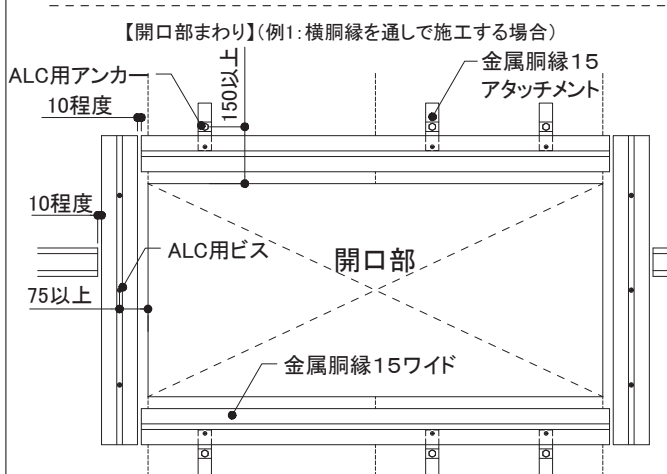 【開口部まわり】(例1:横胴縁を通しで施工する場合)
ALC用アンカー
150以上
金属胴縁15
アタッチメント
10程度
10程度
ALC用ビス
開口部
75以上
金属胴縁15ワイド